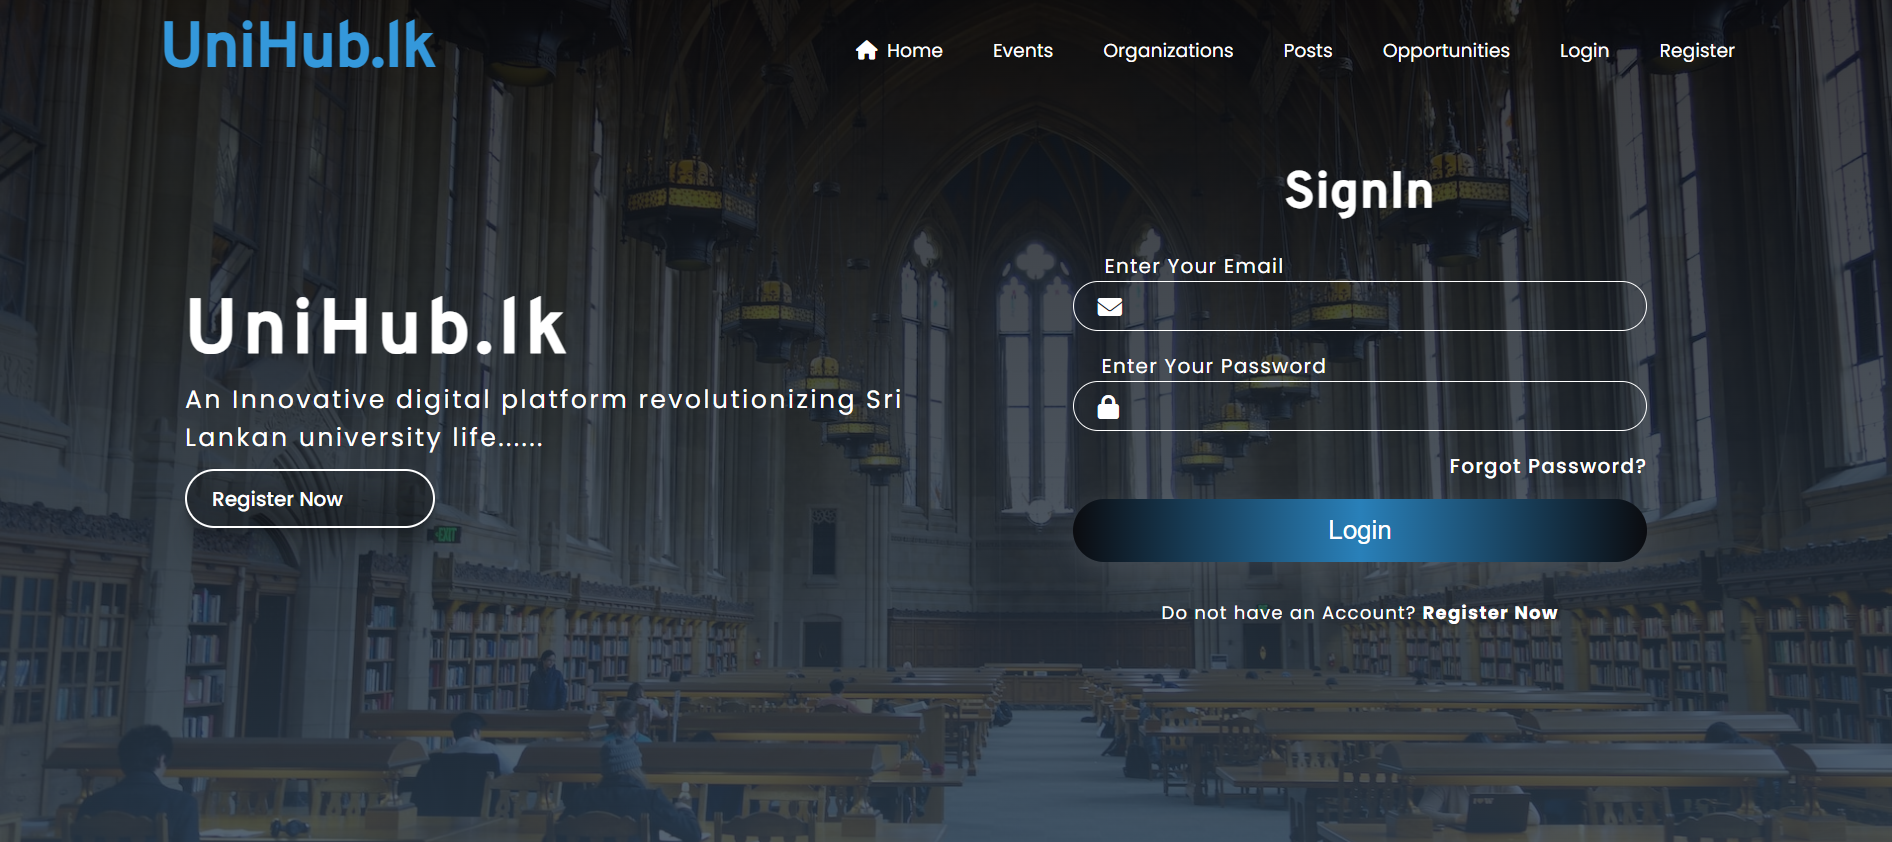 UniHub.lk
Home Events Organizations Posts Opportunities Login Register
SignIn
Enter Your Email
Enter Your Password
Forgot Password?
Login
Do not have an Account? Register Now
UniHub.lk
An Innovative digital platform revolutionizing Sri
Lankan university life......
Register Now
EXIT